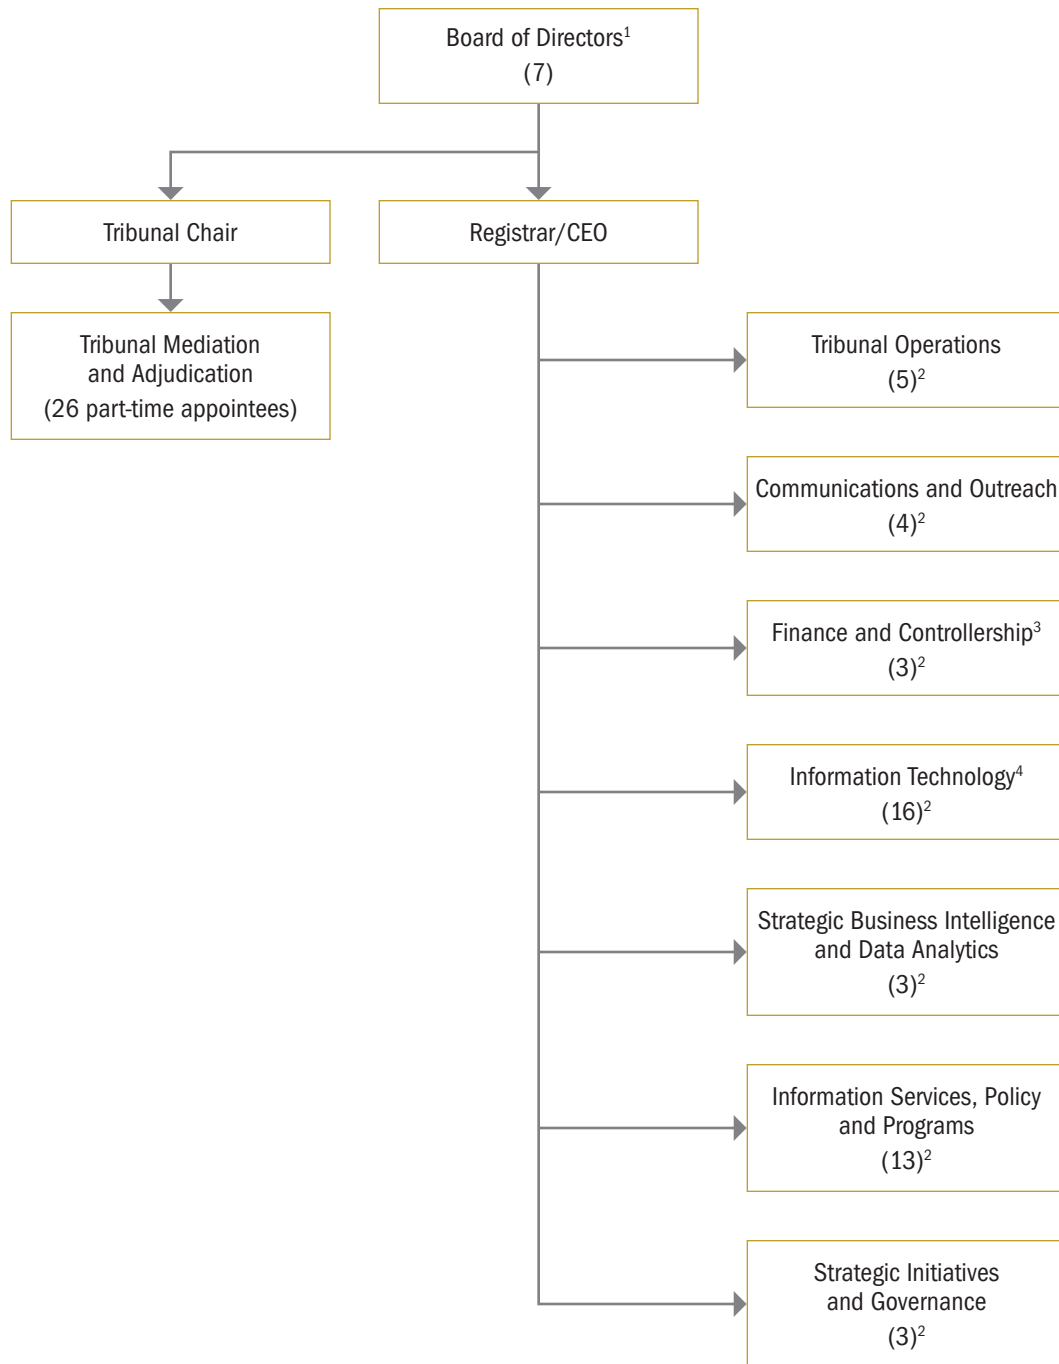 Board of Directors¹
(7)
Tribunal Chair
Registrar/CEO
Tribunal Mediation
and Adjudication
(26 part-time appointees)
Tribunal Operations
(5)²
Communications and Outreach
(4)²
Finance and Controllership³
(3)²
Information Technology⁴
(16)²
Strategic Business Intelligence
and Data Analytics
(3)²
Information Services, Policy
and Programs
(13)²
Strategic Initiatives
and Governance
(3)²